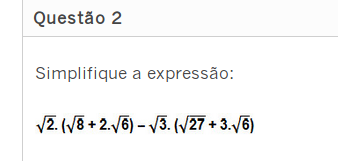 Questão 2
Simplifique a expressão:
√2. (√8 + 2.√6) – √3. (√27 + 3.√6)